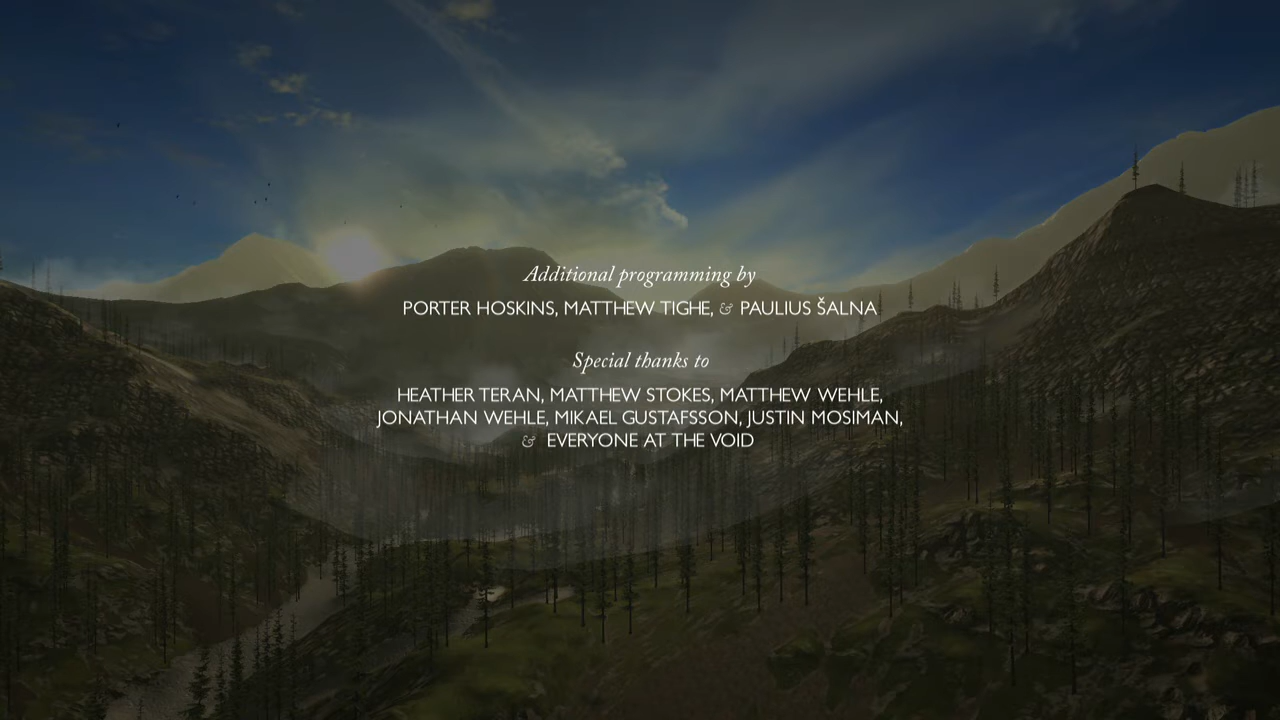 Additional programming by
PORTER HOSKINS, MATTHEW TIGHE, & PAULIUS ŠALNA
Special thanks to
HEATHER TERAN, MATTHEW STOKES, MATTHEW WEHLE,
JONATHAN WEHLE, MIKAEL GUSTAFSSON, JUSTIN MOSIMAN,
& EVERYONE AT THE VOID